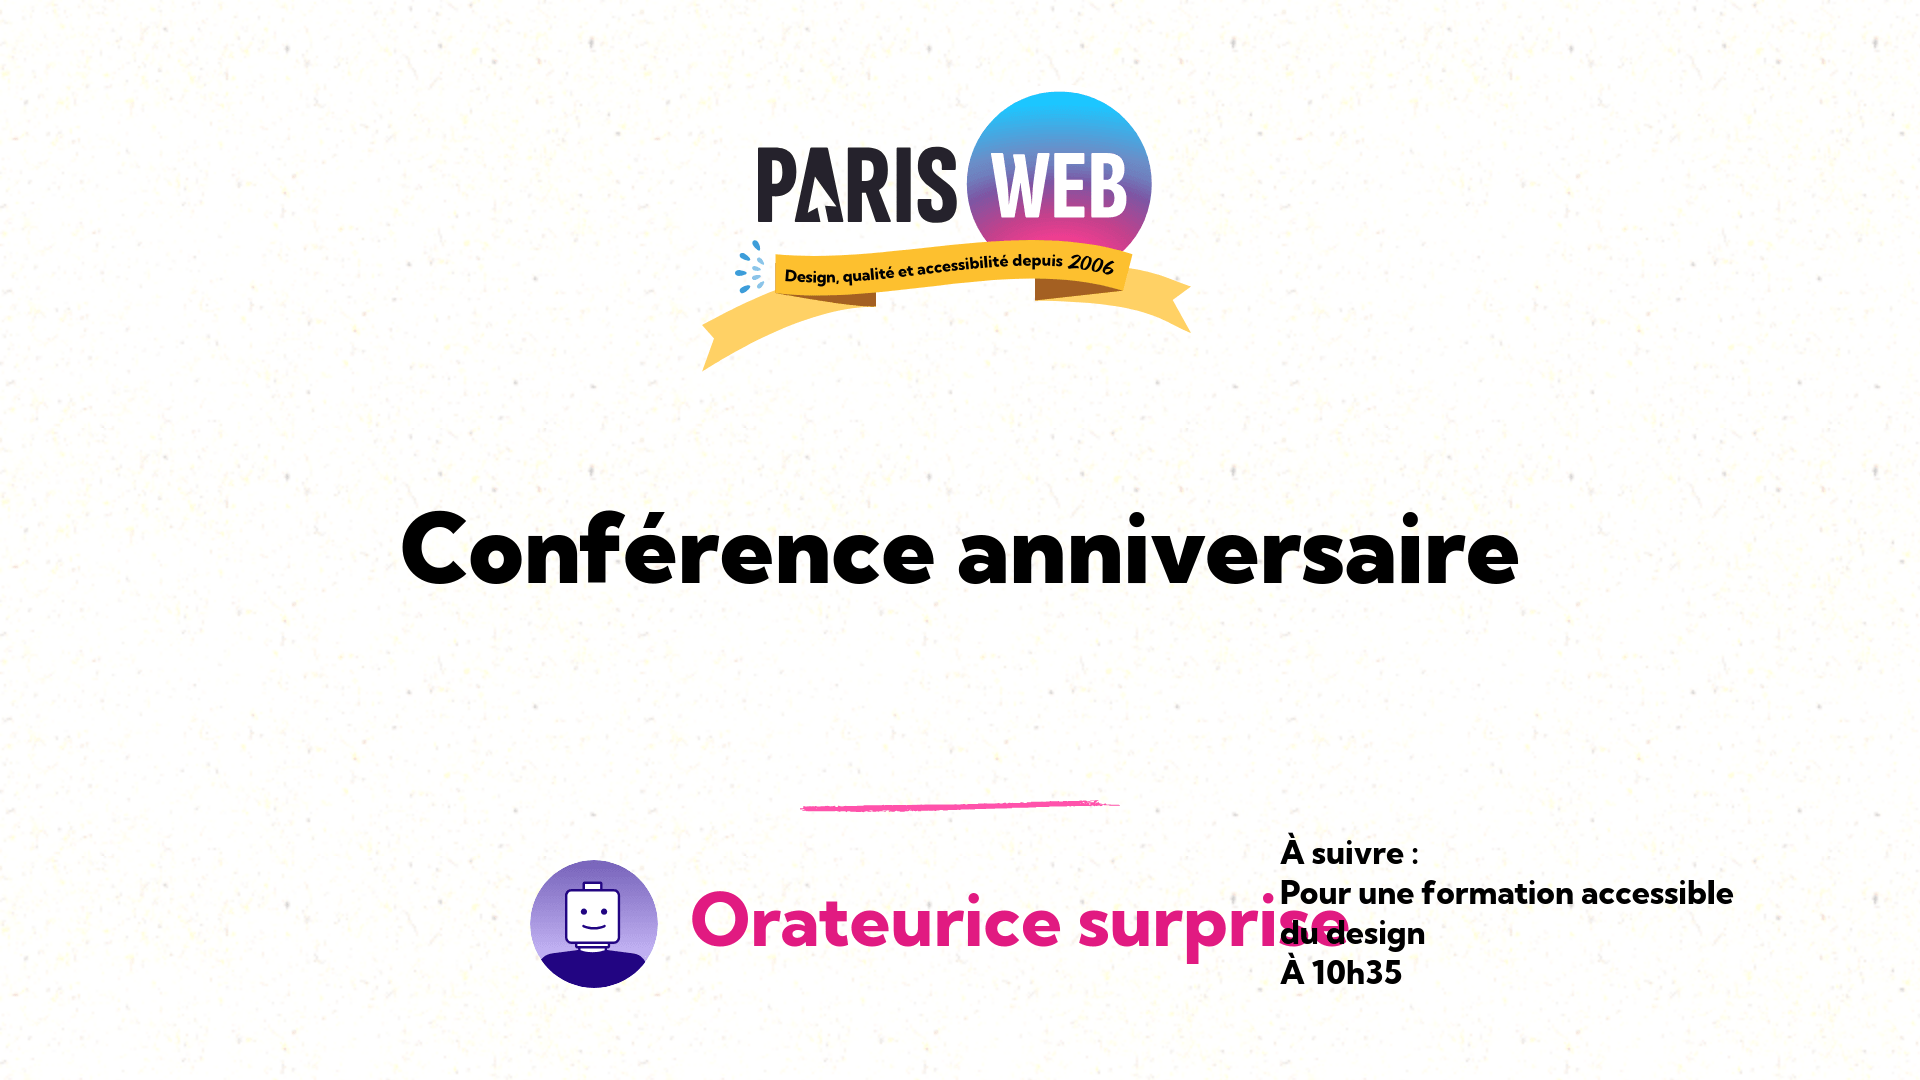 PARIS WEB
Design, qualité et accessibilité depuis 2006
Conférence anniversaire
Orateurice surprise
À suivre :
Pour une formation accessible
du design
À 10h35